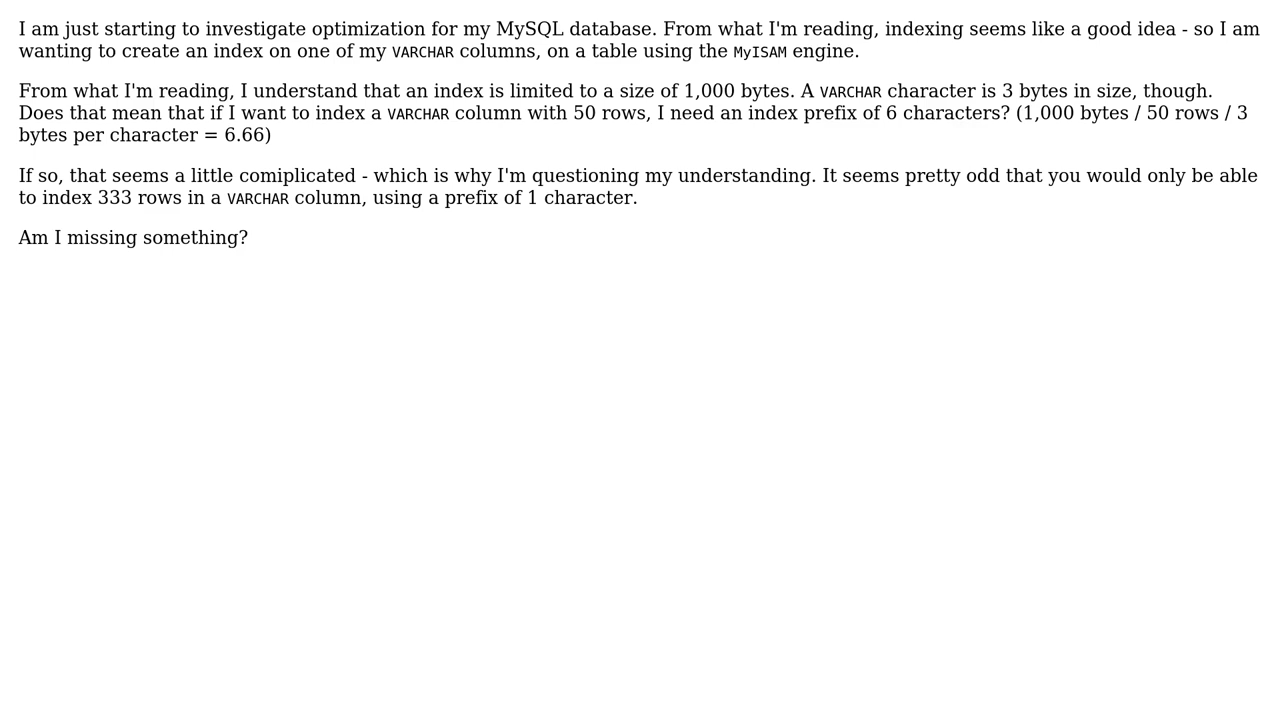 I am just starting to investigate optimization for my MySQL database. From what I'm reading, indexing seems like a good idea - so I am
wanting to create an index on one of my VARCHAR columns, on a table using the MyISAM engine.
From what I'm reading, I understand that an index is limited to a size of 1,000 bytes. A VARCHAR character is 3 bytes in size, though.
Does that mean that if I want to index a VARCHAR column with 50 rows, I need an index prefix of 6 characters? (1,000 bytes / 50 rows / 3
bytes per character = 6.66)
If so, that seems a little comiplicated - which is why I'm questioning my understanding. It seems pretty odd that you would only be able
to index 333 rows in a VARCHAR column, using a prefix of 1 character.
Am I missing something?